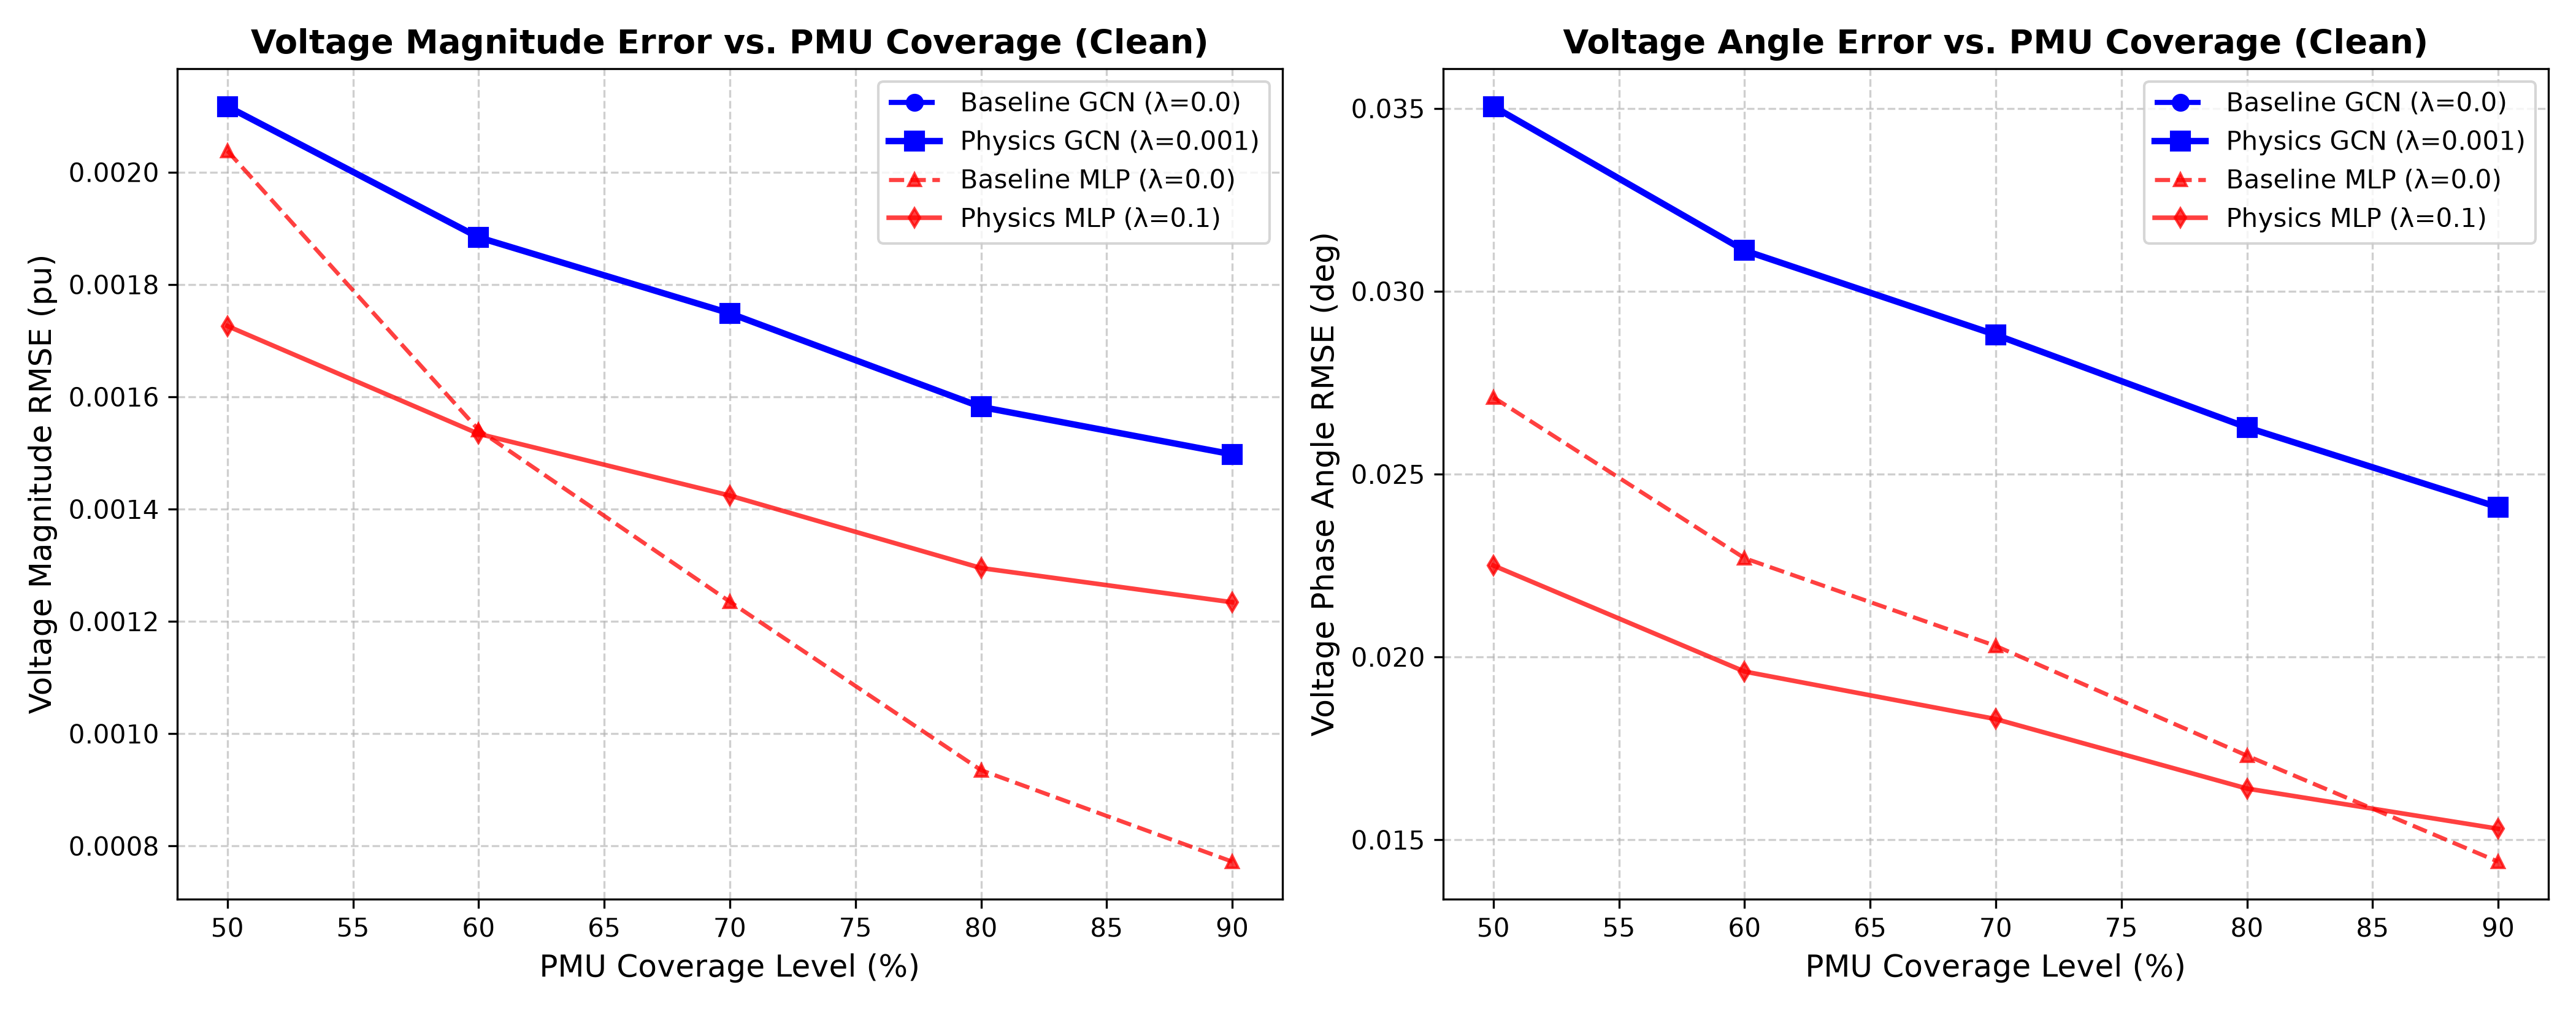 Voltage Magnitude Error vs. PMU Coverage (Clean)
Baseline GCN (λ=0.0)
Physics GCN (λ=0.001)
Baseline MLP (λ=0.0)
Physics MLP (λ=0.1)
Voltage Magnitude RMSE (pu)
0.0020
0.0018
0.0016
0.0014
0.0012
0.0010
0.0008
50 55 60 65 70 75 80 85 90
PMU Coverage Level (%)
Voltage Angle Error vs. PMU Coverage (Clean)
Baseline GCN (λ=0.0)
Physics GCN (λ=0.001)
Baseline MLP (λ=0.0)
Physics MLP (λ=0.1)
Voltage Phase Angle RMSE (deg)
0.035
0.030
0.025
0.020
0.015
50 55 60 65 70 75 80 85 90
PMU Coverage Level (%)